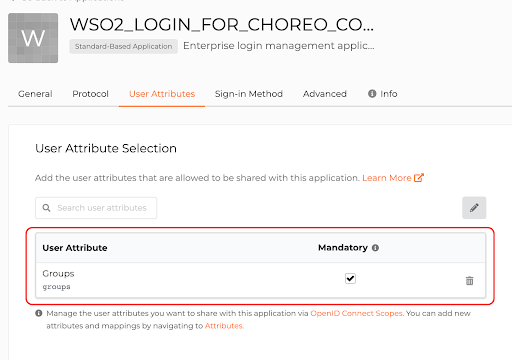 W
WSO2_LOGIN_FOR_CHOREO_CO...
Standard-Based Application Enterprise login management applic...
General Protocol User Attributes Sign-in Method Advanced Info
User Attribute Selection
Add the user attributes that are allowed to be shared with this application. Learn More
Search user attributes
User Attribute Mandatory
Groups
groups
Manage the user attributes you want to share with this application via OpenID Connect Scopes. You can add new
attributes and mappings by navigating to Attributes.